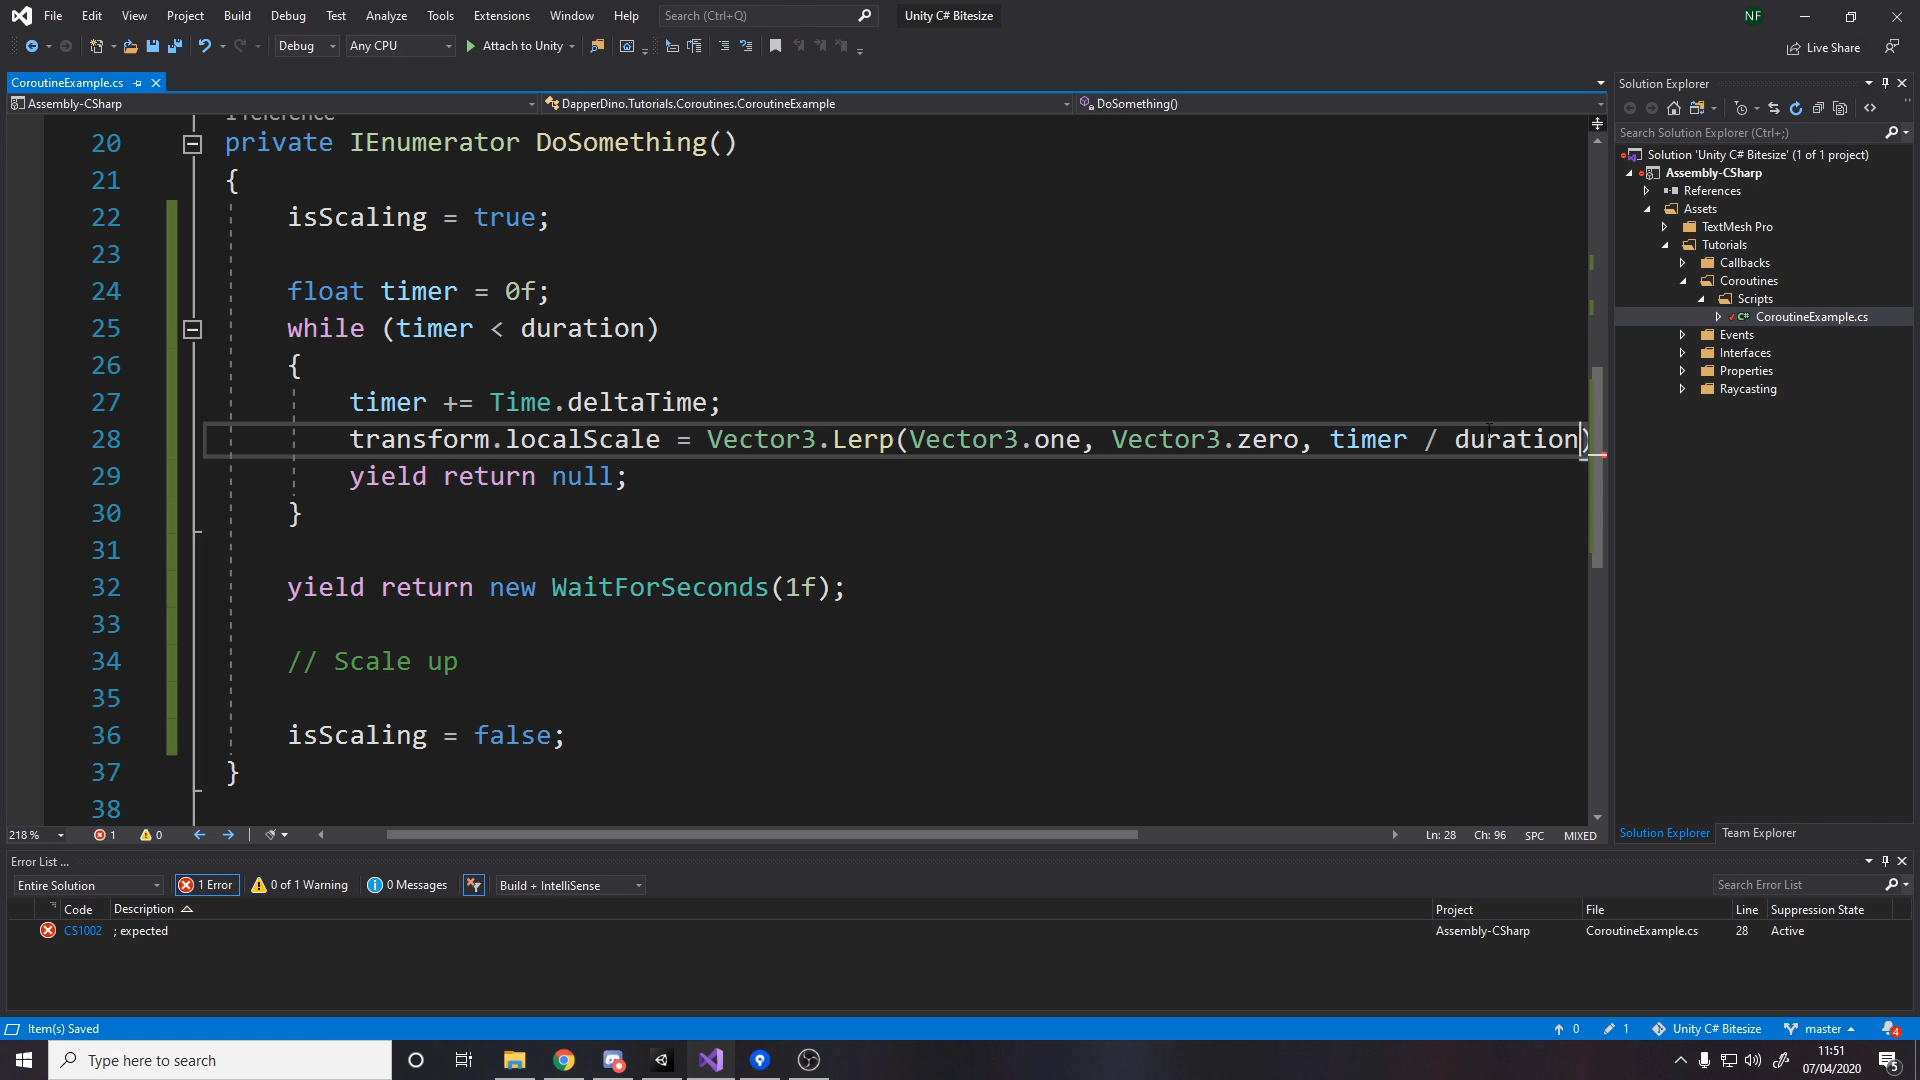 File Edit View Project Build Debug Test Analyze Tools Extensions Window Help Search (Ctrl+Q) Unity C# Bitesize NF
Debug Any CPU Attach to Unity Live Share
CoroutineExample.cs
Assembly-CSharp DapperDino.Tutorials.Coroutines.CoroutineExample DoSomething()
20 private IEnumerator DoSomething()
21 {
22 isScaling = true;
23
24 float timer = 0f;
25 while (timer < duration)
26 {
27 timer += Time.deltaTime;
28 transform.localScale = Vector3.Lerp(Vector3.one, Vector3.zero, timer / duration)
29 yield return null;
30 }
31
32 yield return new WaitForSeconds(1f);
33
34 // Scale up
35
36 isScaling = false;
37 }
38
218 % 1 0 Ln: 28 Ch: 96 SPC MIXED
Solution Explorer
Search Solution Explorer (Ctrl+;)
Solution 'Unity C# Bitesize' (1 of 1 project)
Assembly-CSharp
References
Assets
TextMesh Pro
Tutorials
Callbacks
Coroutines
Scripts
C# CoroutineExample.cs
Events
Interfaces
Properties
Raycasting
Solution Explorer Team Explorer
Error List ...
Entire Solution 1 Error 0 of 1 Warning 0 Messages Build + IntelliSense Search Error List
Code Description Project File Line Suppression State
CS1002 ; expected Assembly-CSharp CoroutineExample.cs 28 Active
Item(s) Saved 0 1 Unity C# Bitesize master 4
Type here to search 11:51
07/04/2020 5